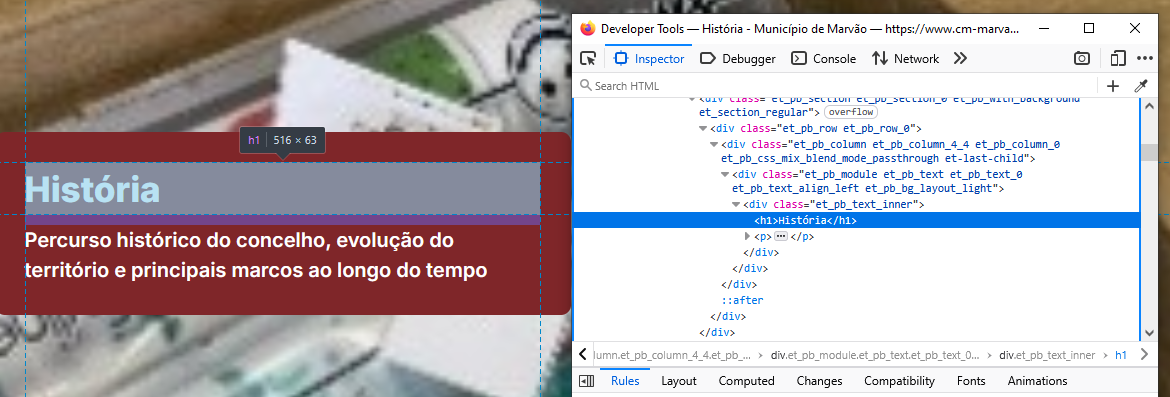 h1 516 × 63
História
Percurso histórico do concelho, evolução do
território e principais marcos ao longo do tempo
Developer Tools — História - Município de Marvão — https://www.cm-marva...
Inspector Debugger Console Network
Search HTML
<div class="et_pb_section et_pb_section_0 et_pb_with_background
et_section_regular"> overflow
<div class="et_pb_row et_pb_row_0">
<div class="et_pb_column et_pb_column_4_4 et_pb_column_0
et_pb_css_mix_blend_mode_passthrough et-last-child">
<div class="et_pb_module et_pb_text et_pb_text_0
et_pb_text_align_left et_pb_bg_layout_light">
<div class="et_pb_text_inner">
<h1>História</h1>
<p>...</p>
</div>
</div>
</div>
::after
</div>
</div>
lumn.et_pb_column_4_4.et_pb_... > div.et_pb_module.et_pb_text.et_pb_text_0... > div.et_pb_text_inner > h1
Rules Layout Computed Changes Compatibility Fonts Animations